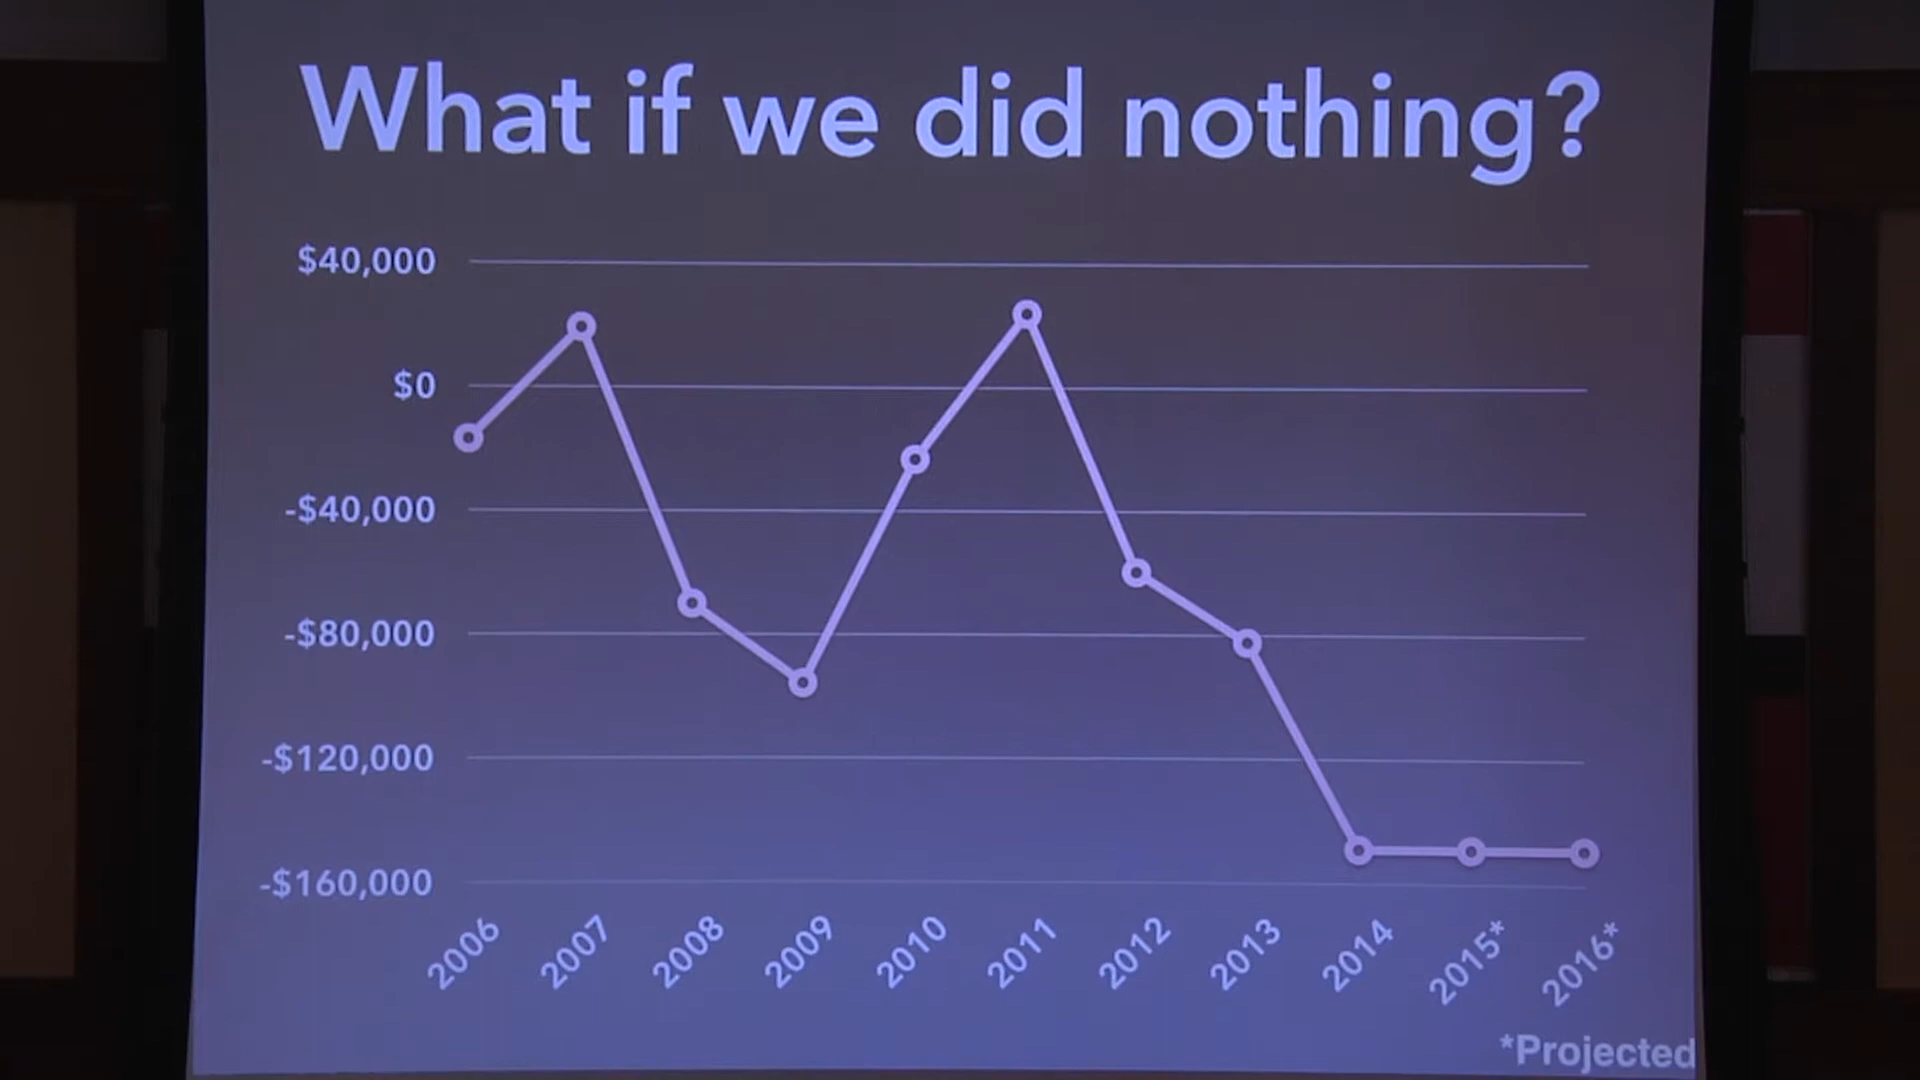 What if we did nothing?
$40,000
$0
-$40,000
-$80,000
-$120,000
-$160,000
2006 2007 2008 2009 2010 2011 2012 2013 2014 2015* 2016*
*Projected